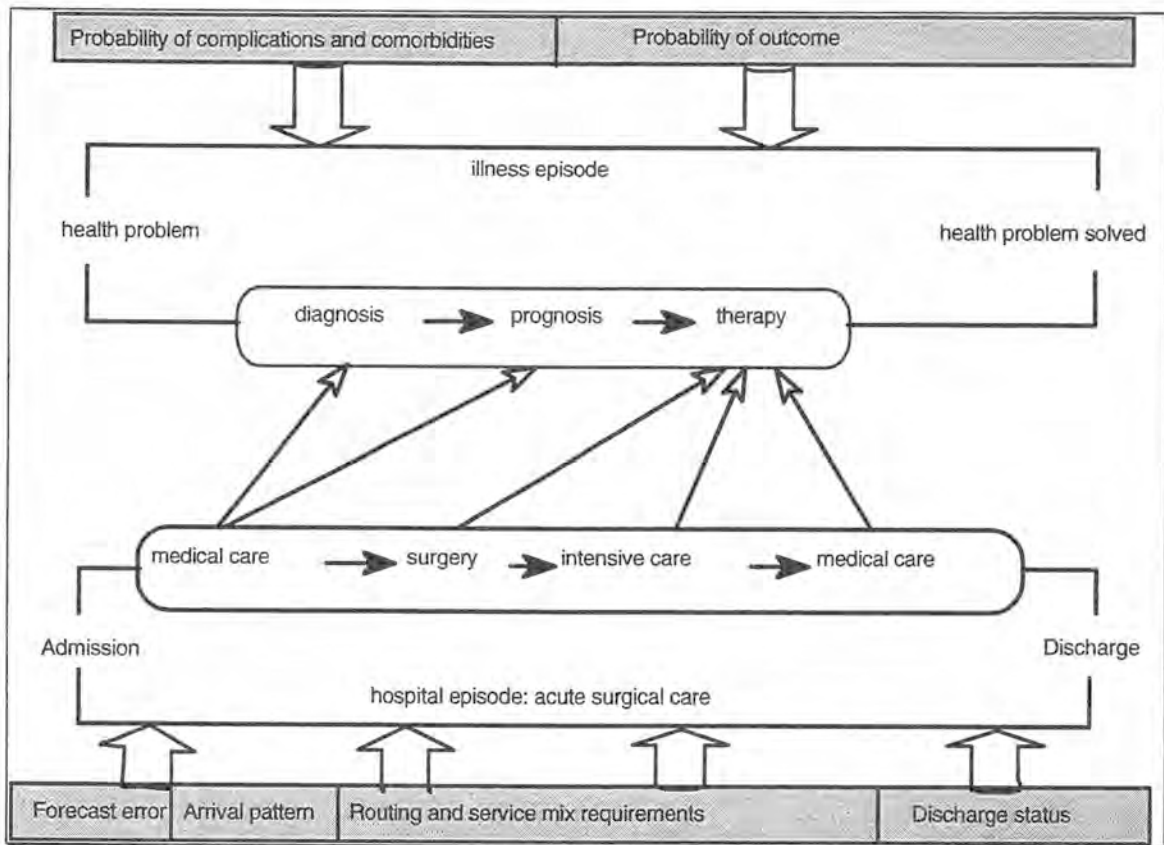 Probability of complications and comorbidities Probability of outcome
illness episode
health problem health problem solved
diagnosis prognosis therapy
medical care surgery intensive care medical care
Admission Discharge
hospital episode: acute surgical care
Forecast error Arrival pattern Routing and service mix requirements Discharge status